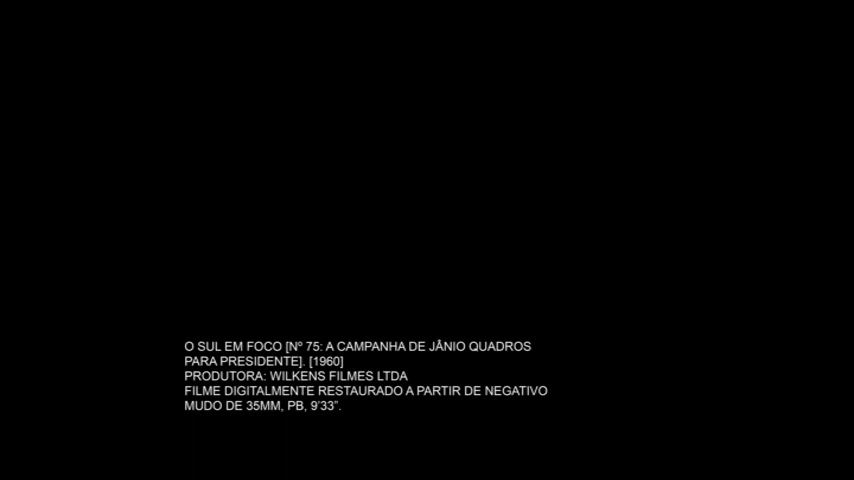 O SUL EM FOCO [Nº 75: A CAMPANHA DE JÂNIO QUADROS
PARA PRESIDENTE]. [1960]
PRODUTORA: WILKENS FILMES LTDA
FILME DIGITALMENTE RESTAURADO A PARTIR DE NEGATIVO
MUDO DE 35MM, PB, 9’33”.